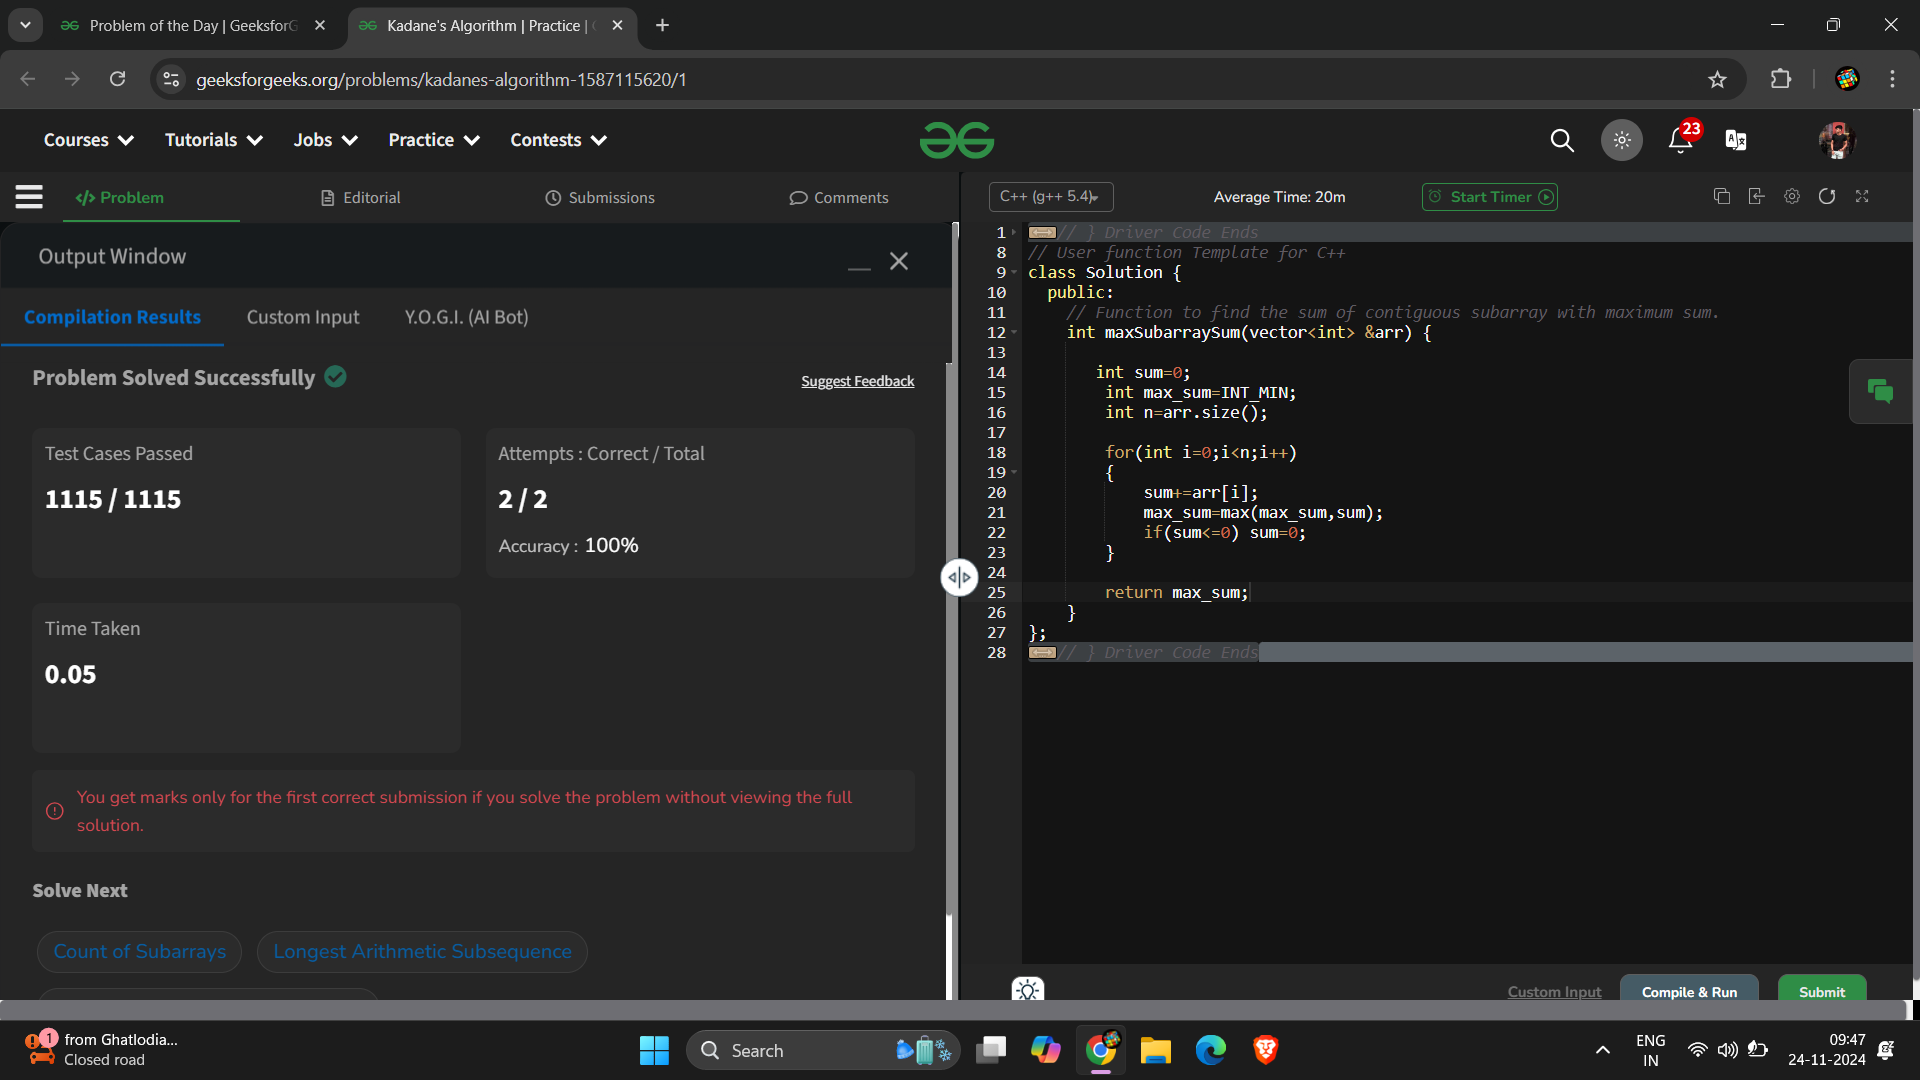 Problem of the Day | GeeksforG
Kadane's Algorithm | Practice |
geeksforgeeks.org/problems/kadanes-algorithm-1587115620/1
Courses
Tutorials
Jobs
Practice
Contests
23
Problem
Editorial
Submissions
Comments
C++ (g++ 5.4)
Average Time: 20m
Start Timer
Output Window
Compilation Results
Custom Input
Y.O.G.I. (AI Bot)
Problem Solved Successfully
Suggest Feedback
Test Cases Passed
1115 / 1115
Attempts : Correct / Total
2 / 2
Accuracy : 100%
Time Taken
0.05
You get marks only for the first correct submission if you solve the problem without viewing the full
solution.
Solve Next
Count of Subarrays
Longest Arithmetic Subsequence
1 // } Driver Code Ends
8 // User function Template for C++
9 class Solution {
10 public:
11 // Function to find the sum of contiguous subarray with maximum sum.
12 int maxSubarraySum(vector<int> &arr) {
13
14 int sum=0;
15 int max_sum=INT_MIN;
16 int n=arr.size();
17
18 for(int i=0;i<n;i++)
19 {
20 sum+=arr[i];
21 max_sum=max(max_sum,sum);
22 if(sum<=0) sum=0;
23 }
24
25 return max_sum;
26 }
27 };
28 // } Driver Code Ends
Custom Input
Compile & Run
Submit
1
from Ghatlodia...
Closed road
Search
ENG
IN
09:47
24-11-2024